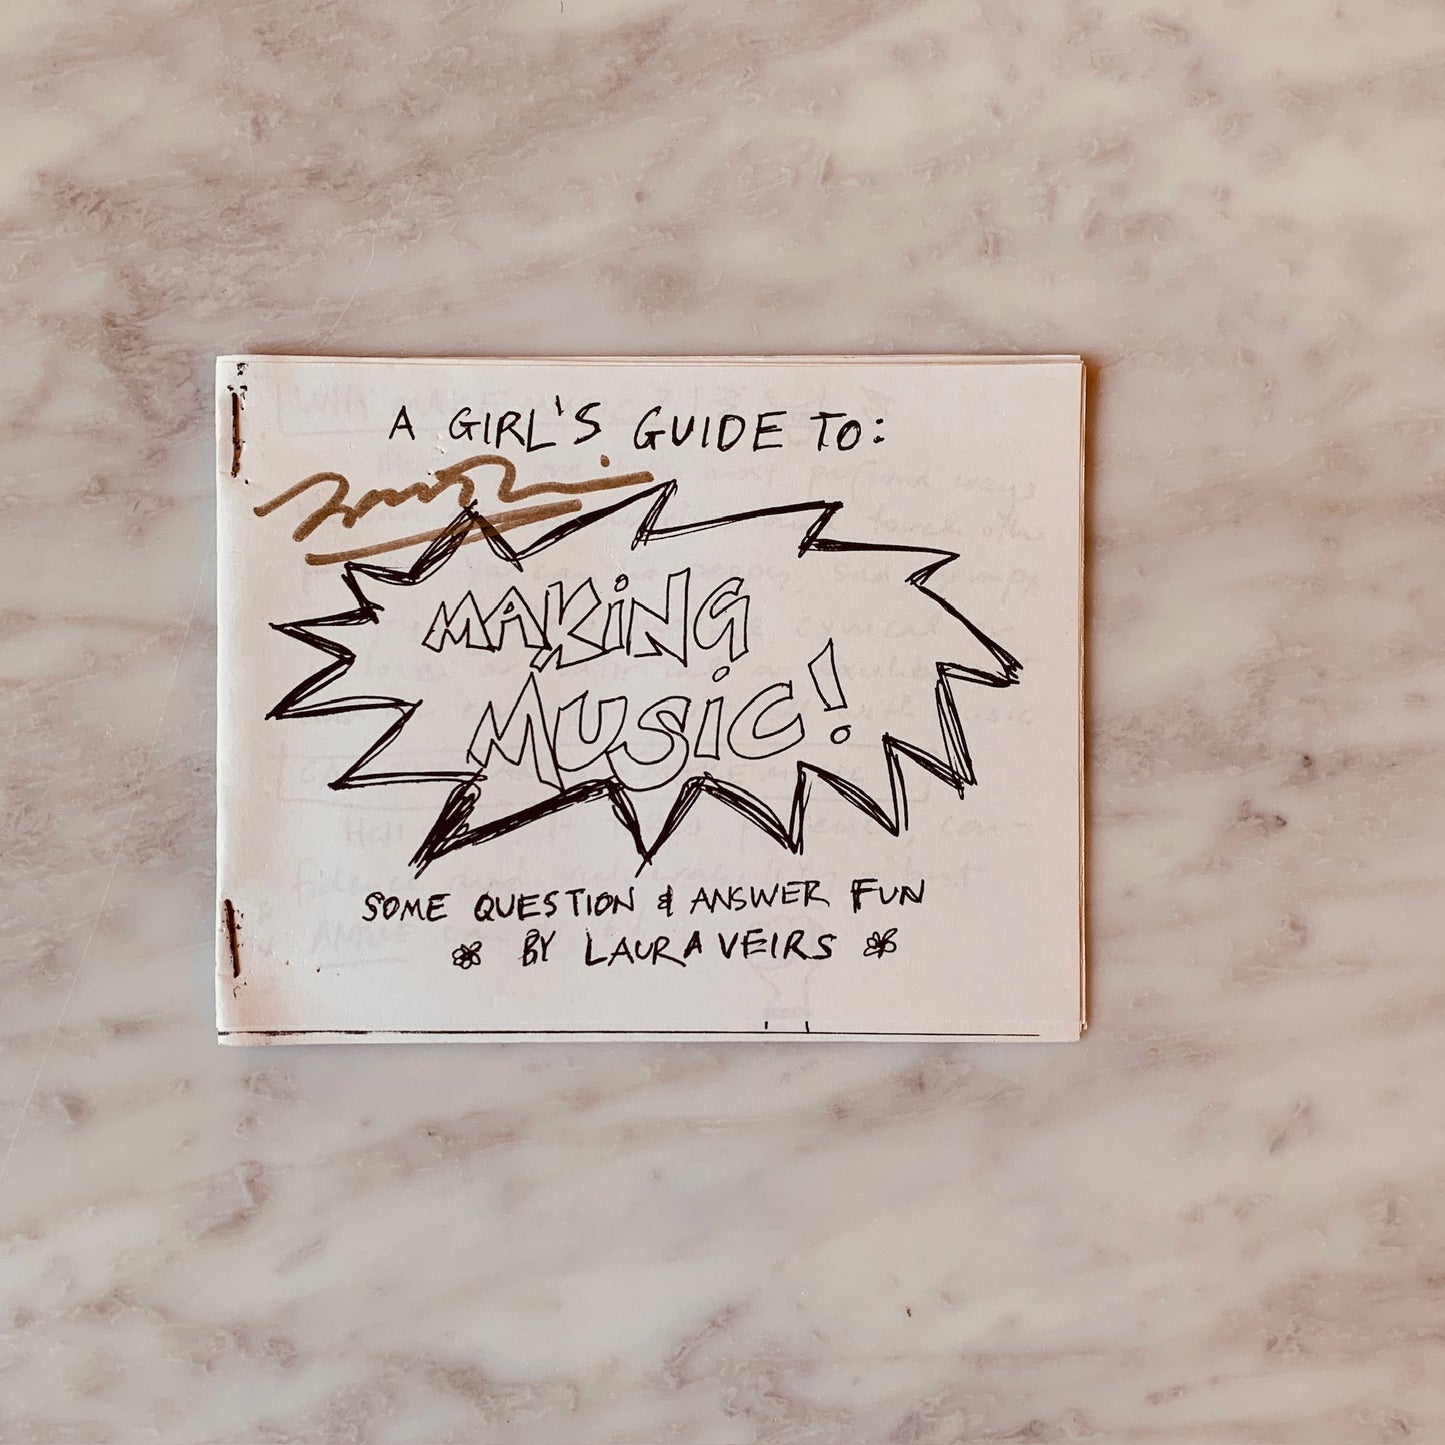 A GIRL'S GUIDE TO:
MAKING
MUSIC!
SOME QUESTION & ANSWER FUN
BY LAURA VEIRS